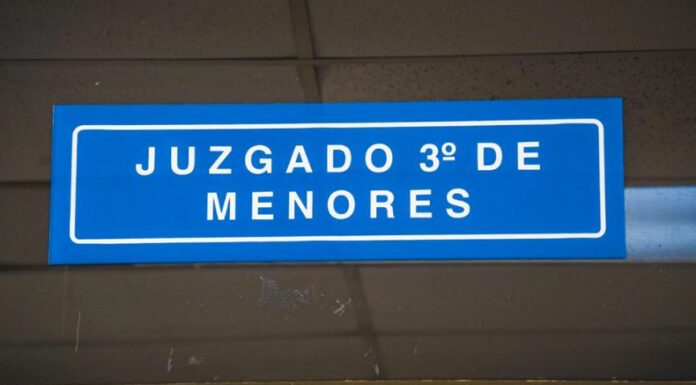 JUZGADO 3º DE
MENORES